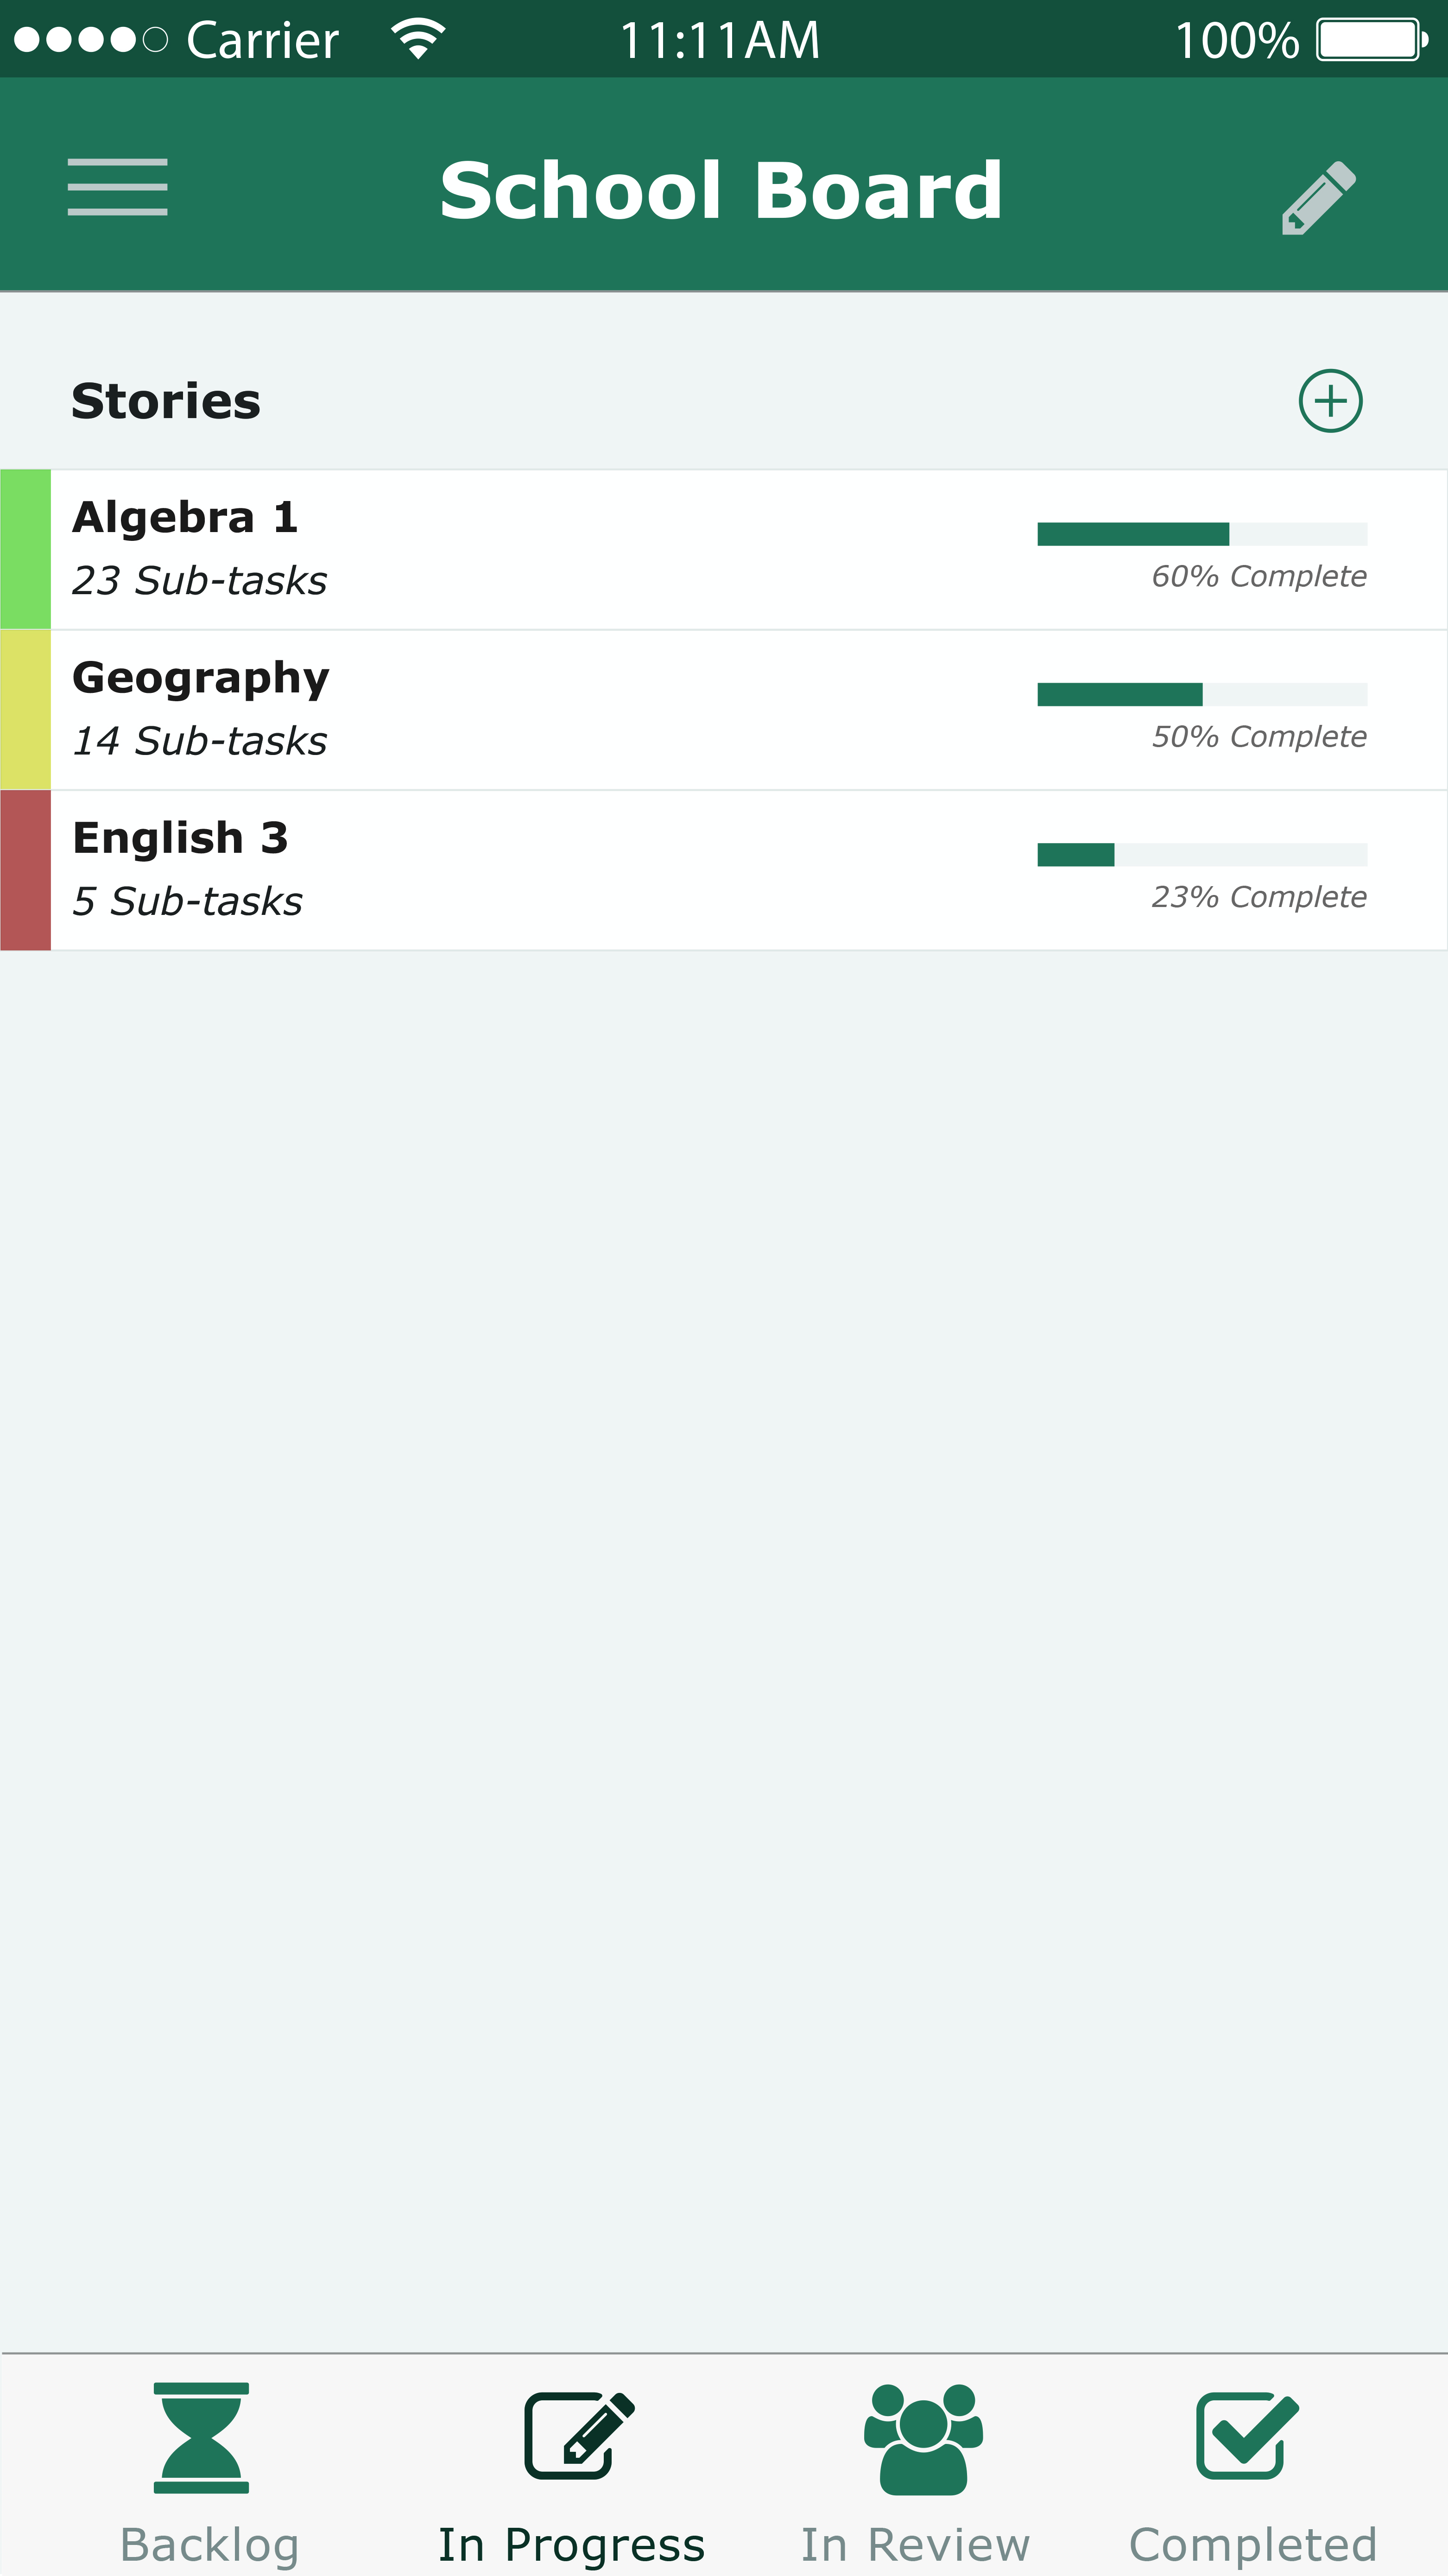 Carrier 11:11AM 100%
School Board
Stories
Algebra 1
23 Sub-tasks
60% Complete
Geography
14 Sub-tasks
50% Complete
English 3
5 Sub-tasks
23% Complete
Backlog In Progress In Review Completed